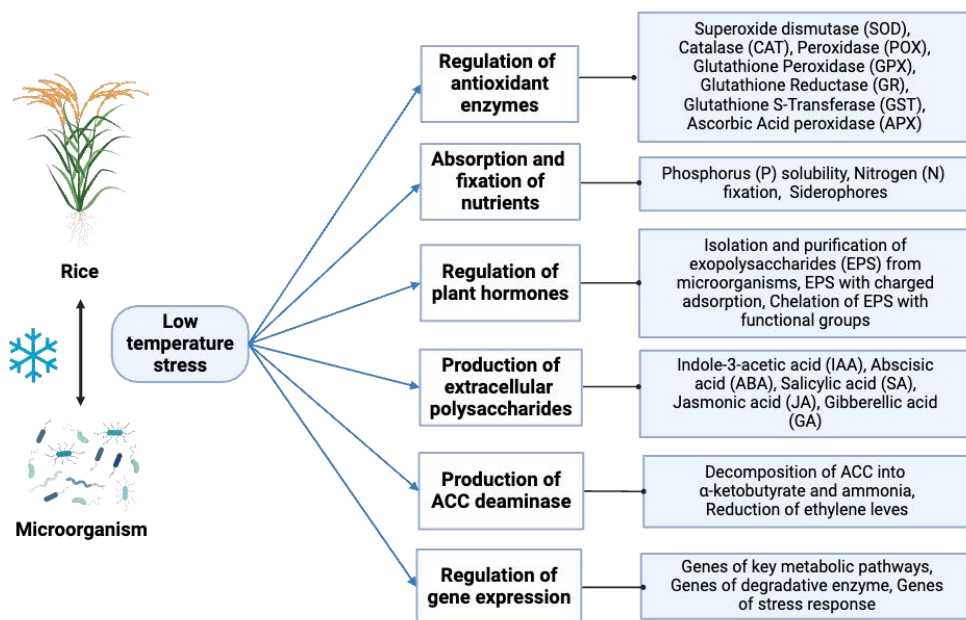 Rice
Microorganism
Low
temperature
stress
Regulation of
antioxidant
enzymes
Superoxide dismutase (SOD),
Catalase (CAT), Peroxidase (POX),
Glutathione Peroxidase (GPX),
Glutathione Reductase (GR),
Glutathione S-Transferase (GST),
Ascorbic Acid peroxidase (APX)
Absorption and
fixation of
nutrients
Phosphorus (P) solubility, Nitrogen (N)
fixation, Siderophores
Regulation of
plant hormones
Isolation and purification of
exopolysaccharides (EPS) from
microorganisms, EPS with charged
adsorption, Chelation of EPS with
functional groups
Production of
extracellular
polysaccharides
Indole-3-acetic acid (IAA), Abscisic
acid (ABA), Salicylic acid (SA),
Jasmonic acid (JA), Gibberellic acid
(GA)
Production of
ACC deaminase
Decomposition of ACC into
α-ketobutyrate and ammonia,
Reduction of ethylene leves
Regulation of
gene expression
Genes of key metabolic pathways,
Genes of degradative enzyme, Genes
of stress response